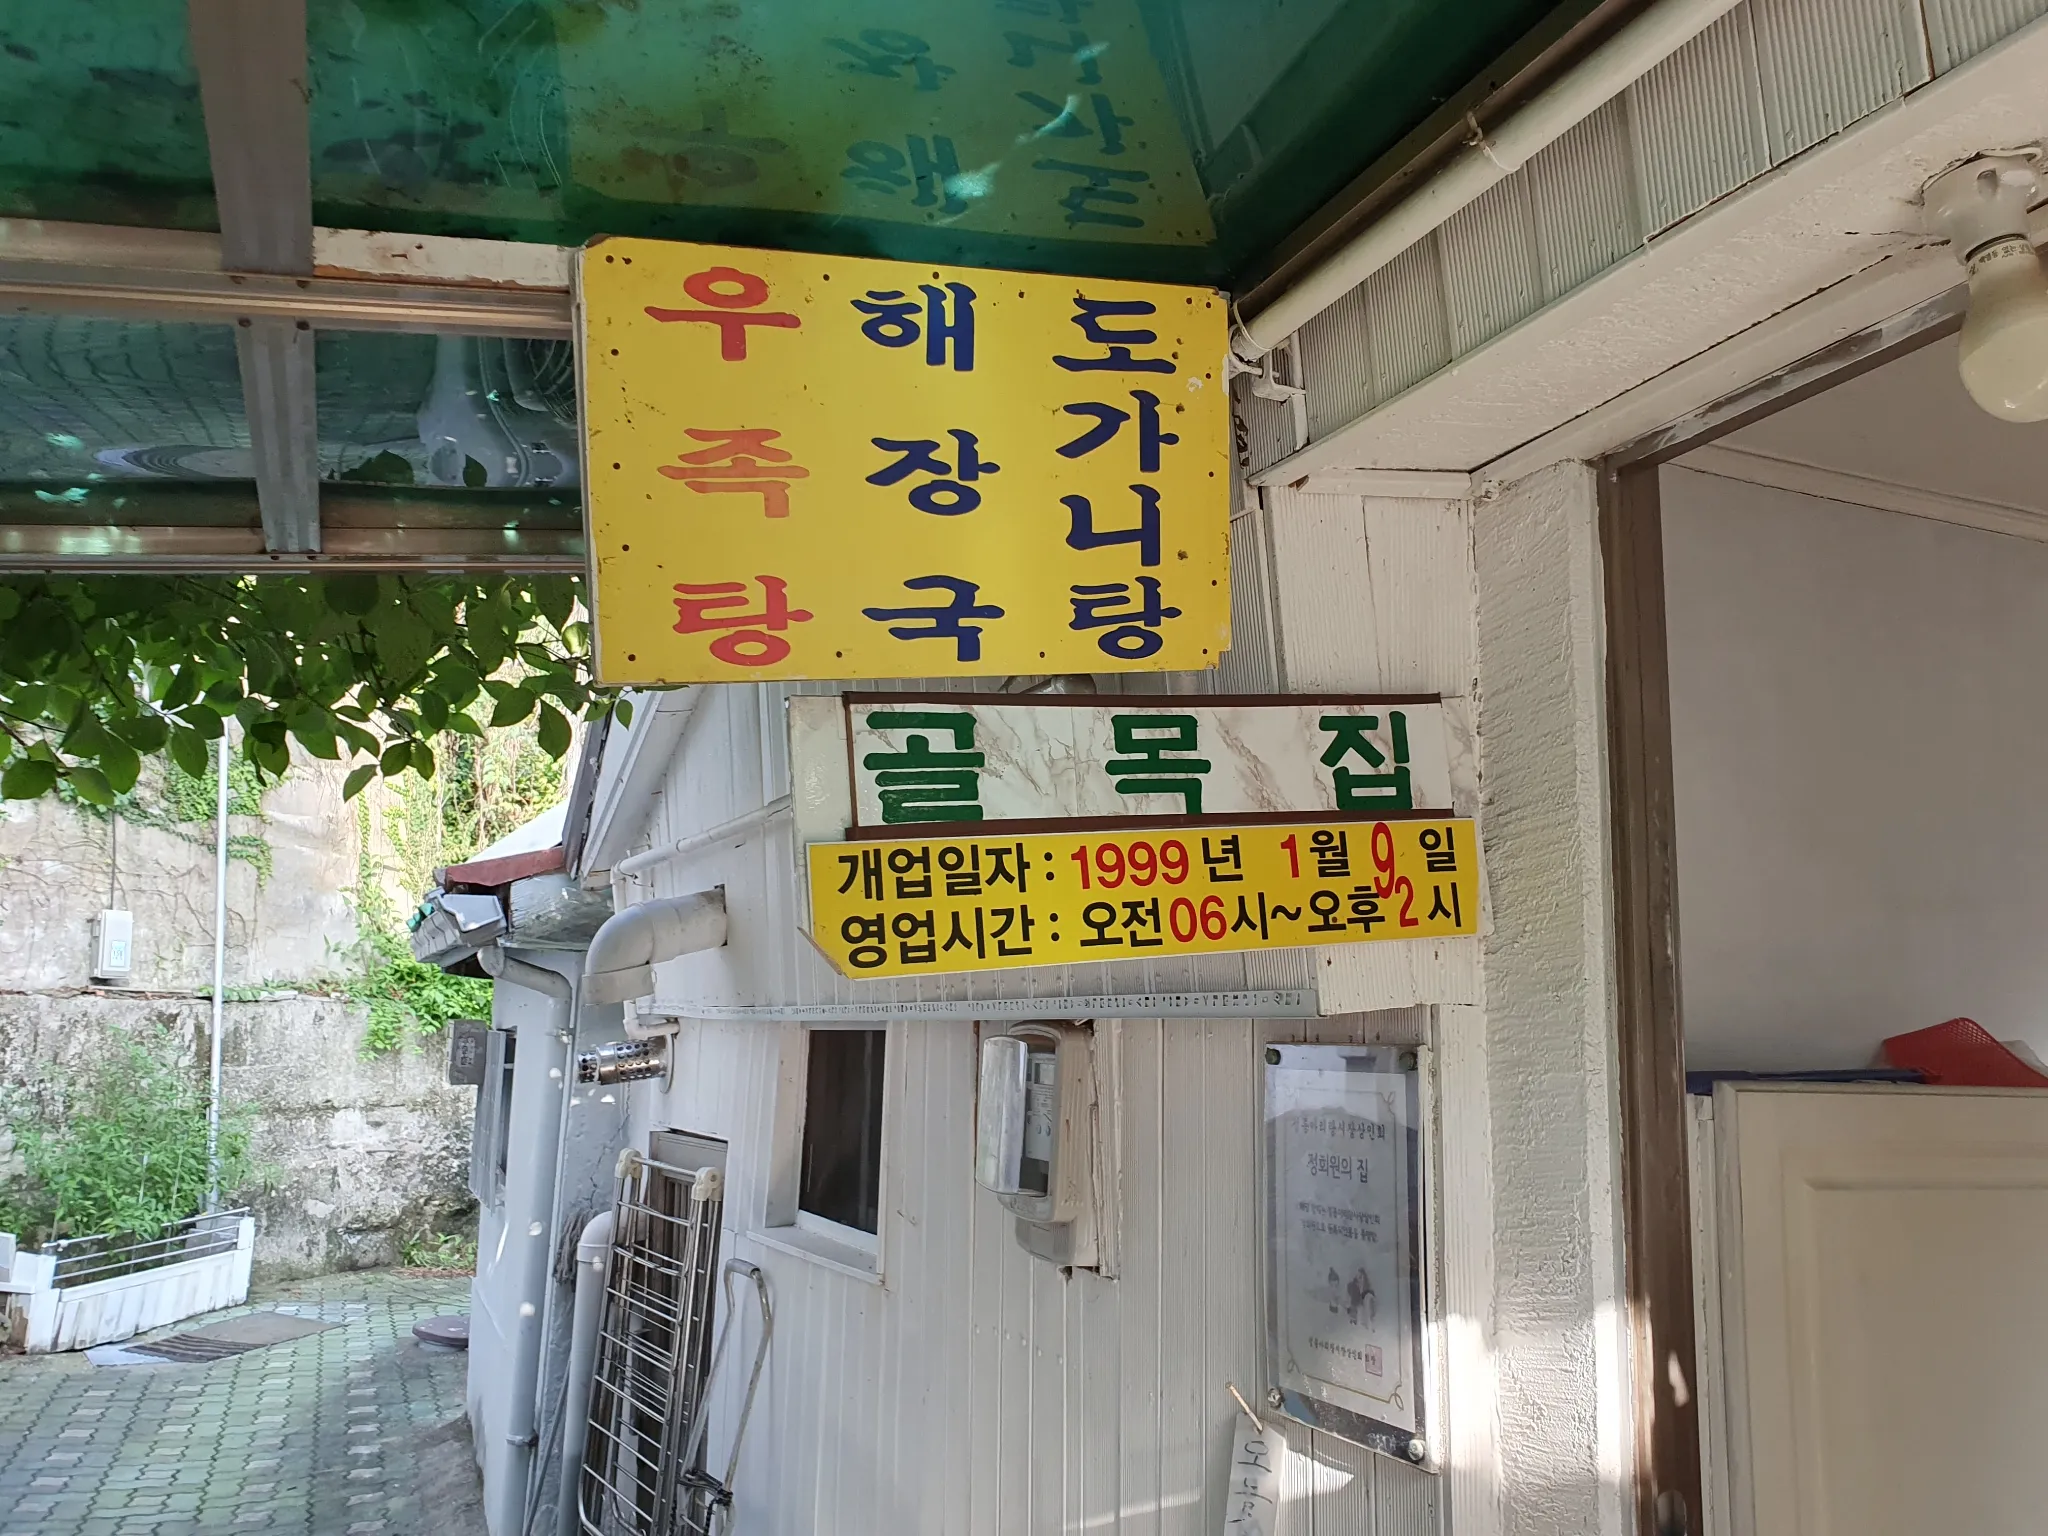 우족탕
해장국
도가니탕
골목집
개업일자 : 1999년 1월 9일
영업시간 : 오전06시~오후2시
정회원의 집